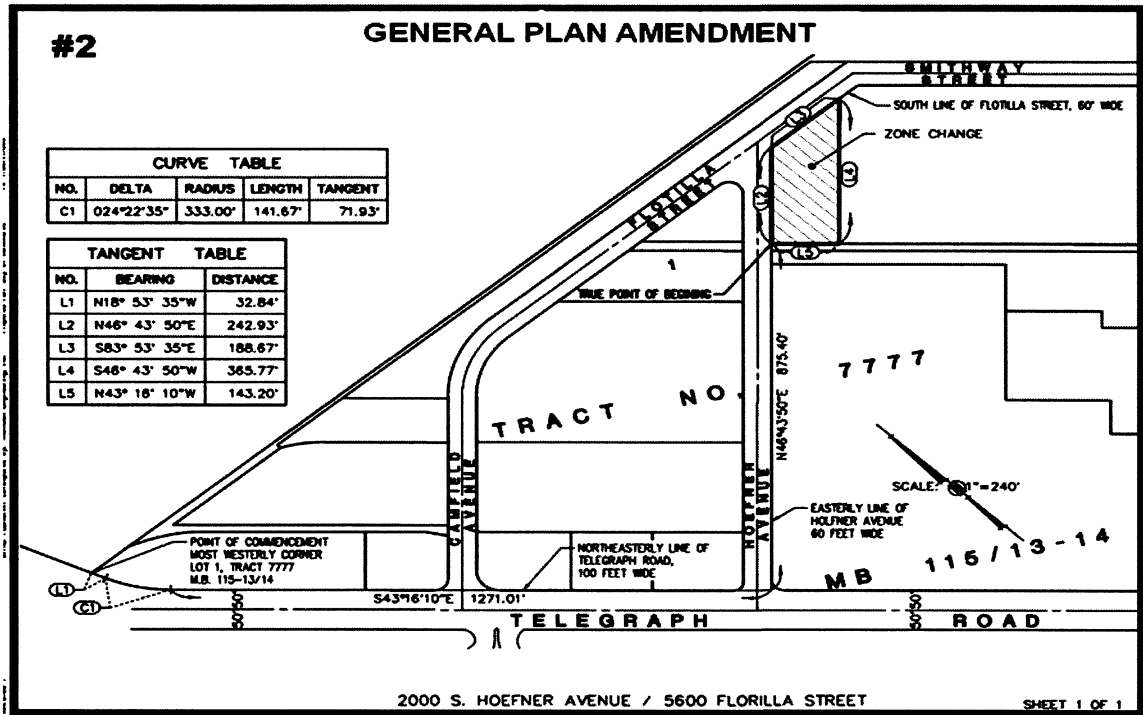 #2
GENERAL PLAN AMENDMENT
SMITHWAY
STREET
SOUTH LINE OF FLOTILLA STREET, 60' WIDE
ZONE CHANGE
CURVE TABLE
NO. DELTA RADIUS LENGTH TANGENT
C1 024°22'35" 333.00' 141.67' 71.93'
TANGENT TABLE
NO. BEARING DISTANCE
L1 N18° 53' 35"W 32.84'
L2 N46° 43' 50"E 242.93'
L3 S83° 53' 35"E 188.67'
L4 S46° 43' 50"W 365.77'
L5 N43° 16' 10"W 143.20'
L3
L4
L2
L5
FLOTILLA
STREET
1
TRUE POINT OF BEGINING
N46°43'50"E 875.40'
TRACT NO. 7777
SCALE: 1"=240'
CAMFIELD
AVENUE
HOEFNER
AVENUE
EASTERLY LINE OF
HOLFNER AVENUE
60 FEET WIDE
MB 115/13-14
POINT OF COMMENCEMENT
MOST WESTERLY CORNER
LOT 1, TRACT 7777
M.B. 115-13/14
NORTHEASTERLY LINE OF
TELEGRAPH ROAD,
100 FEET WIDE
L1
C1
S43°16'10"E 1271.01'
50'50'
50'50'
TELEGRAPH ROAD
2000 S. HOEFNER AVENUE / 5600 FLORILLA STREET
SHEET 1 OF 1